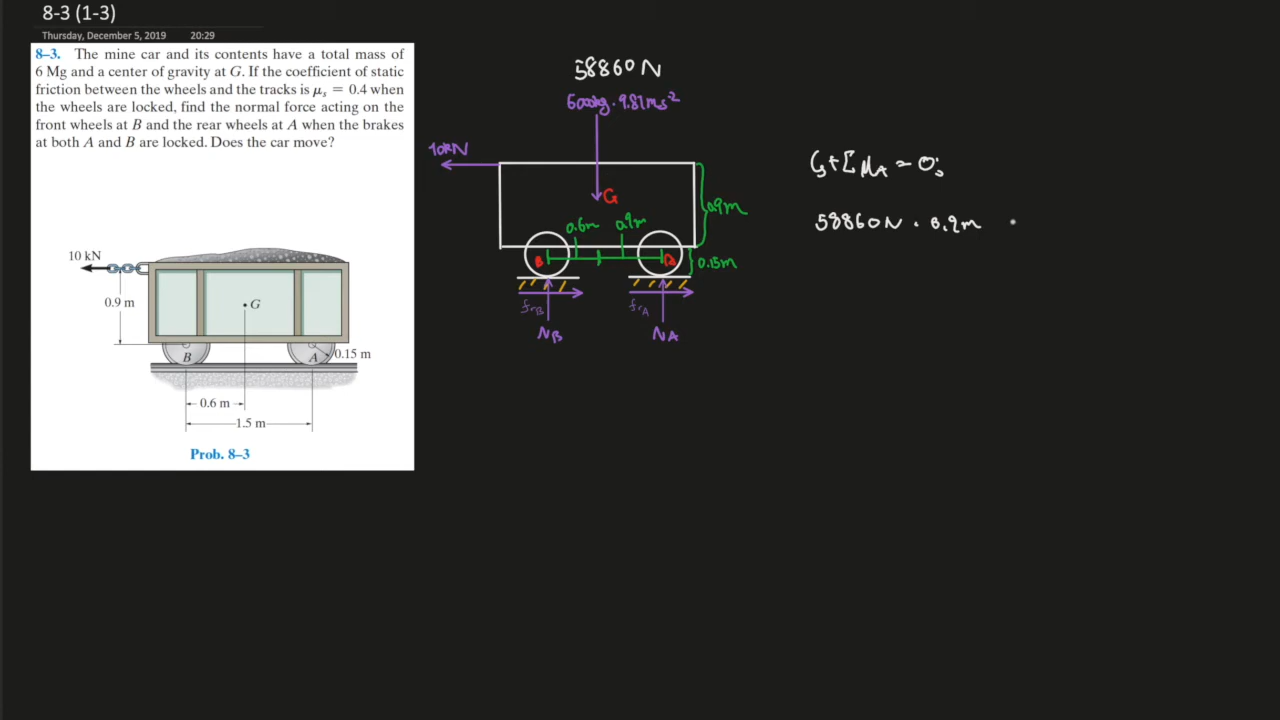 8-3 (1-3)
Thursday, December 5, 2019 20:29
8–3. The mine car and its contents have a total mass of
6 Mg and a center of gravity at G. If the coefficient of static
friction between the wheels and the tracks is μs = 0.4 when
the wheels are locked, find the normal force acting on the
front wheels at B and the rear wheels at A when the brakes
at both A and B are locked. Does the car move?
10 kN
0.9 m
G
B
A
0.15 m
0.6 m
1.5 m
Prob. 8–3
58860 N
6000kg · 9.81ms⁻²
10kN
G
0.9m
0.6m
0.9m
B
A
0.15m
frB
frA
NB
NA
↺+ΣMA = 0;
58860N · 0.9m